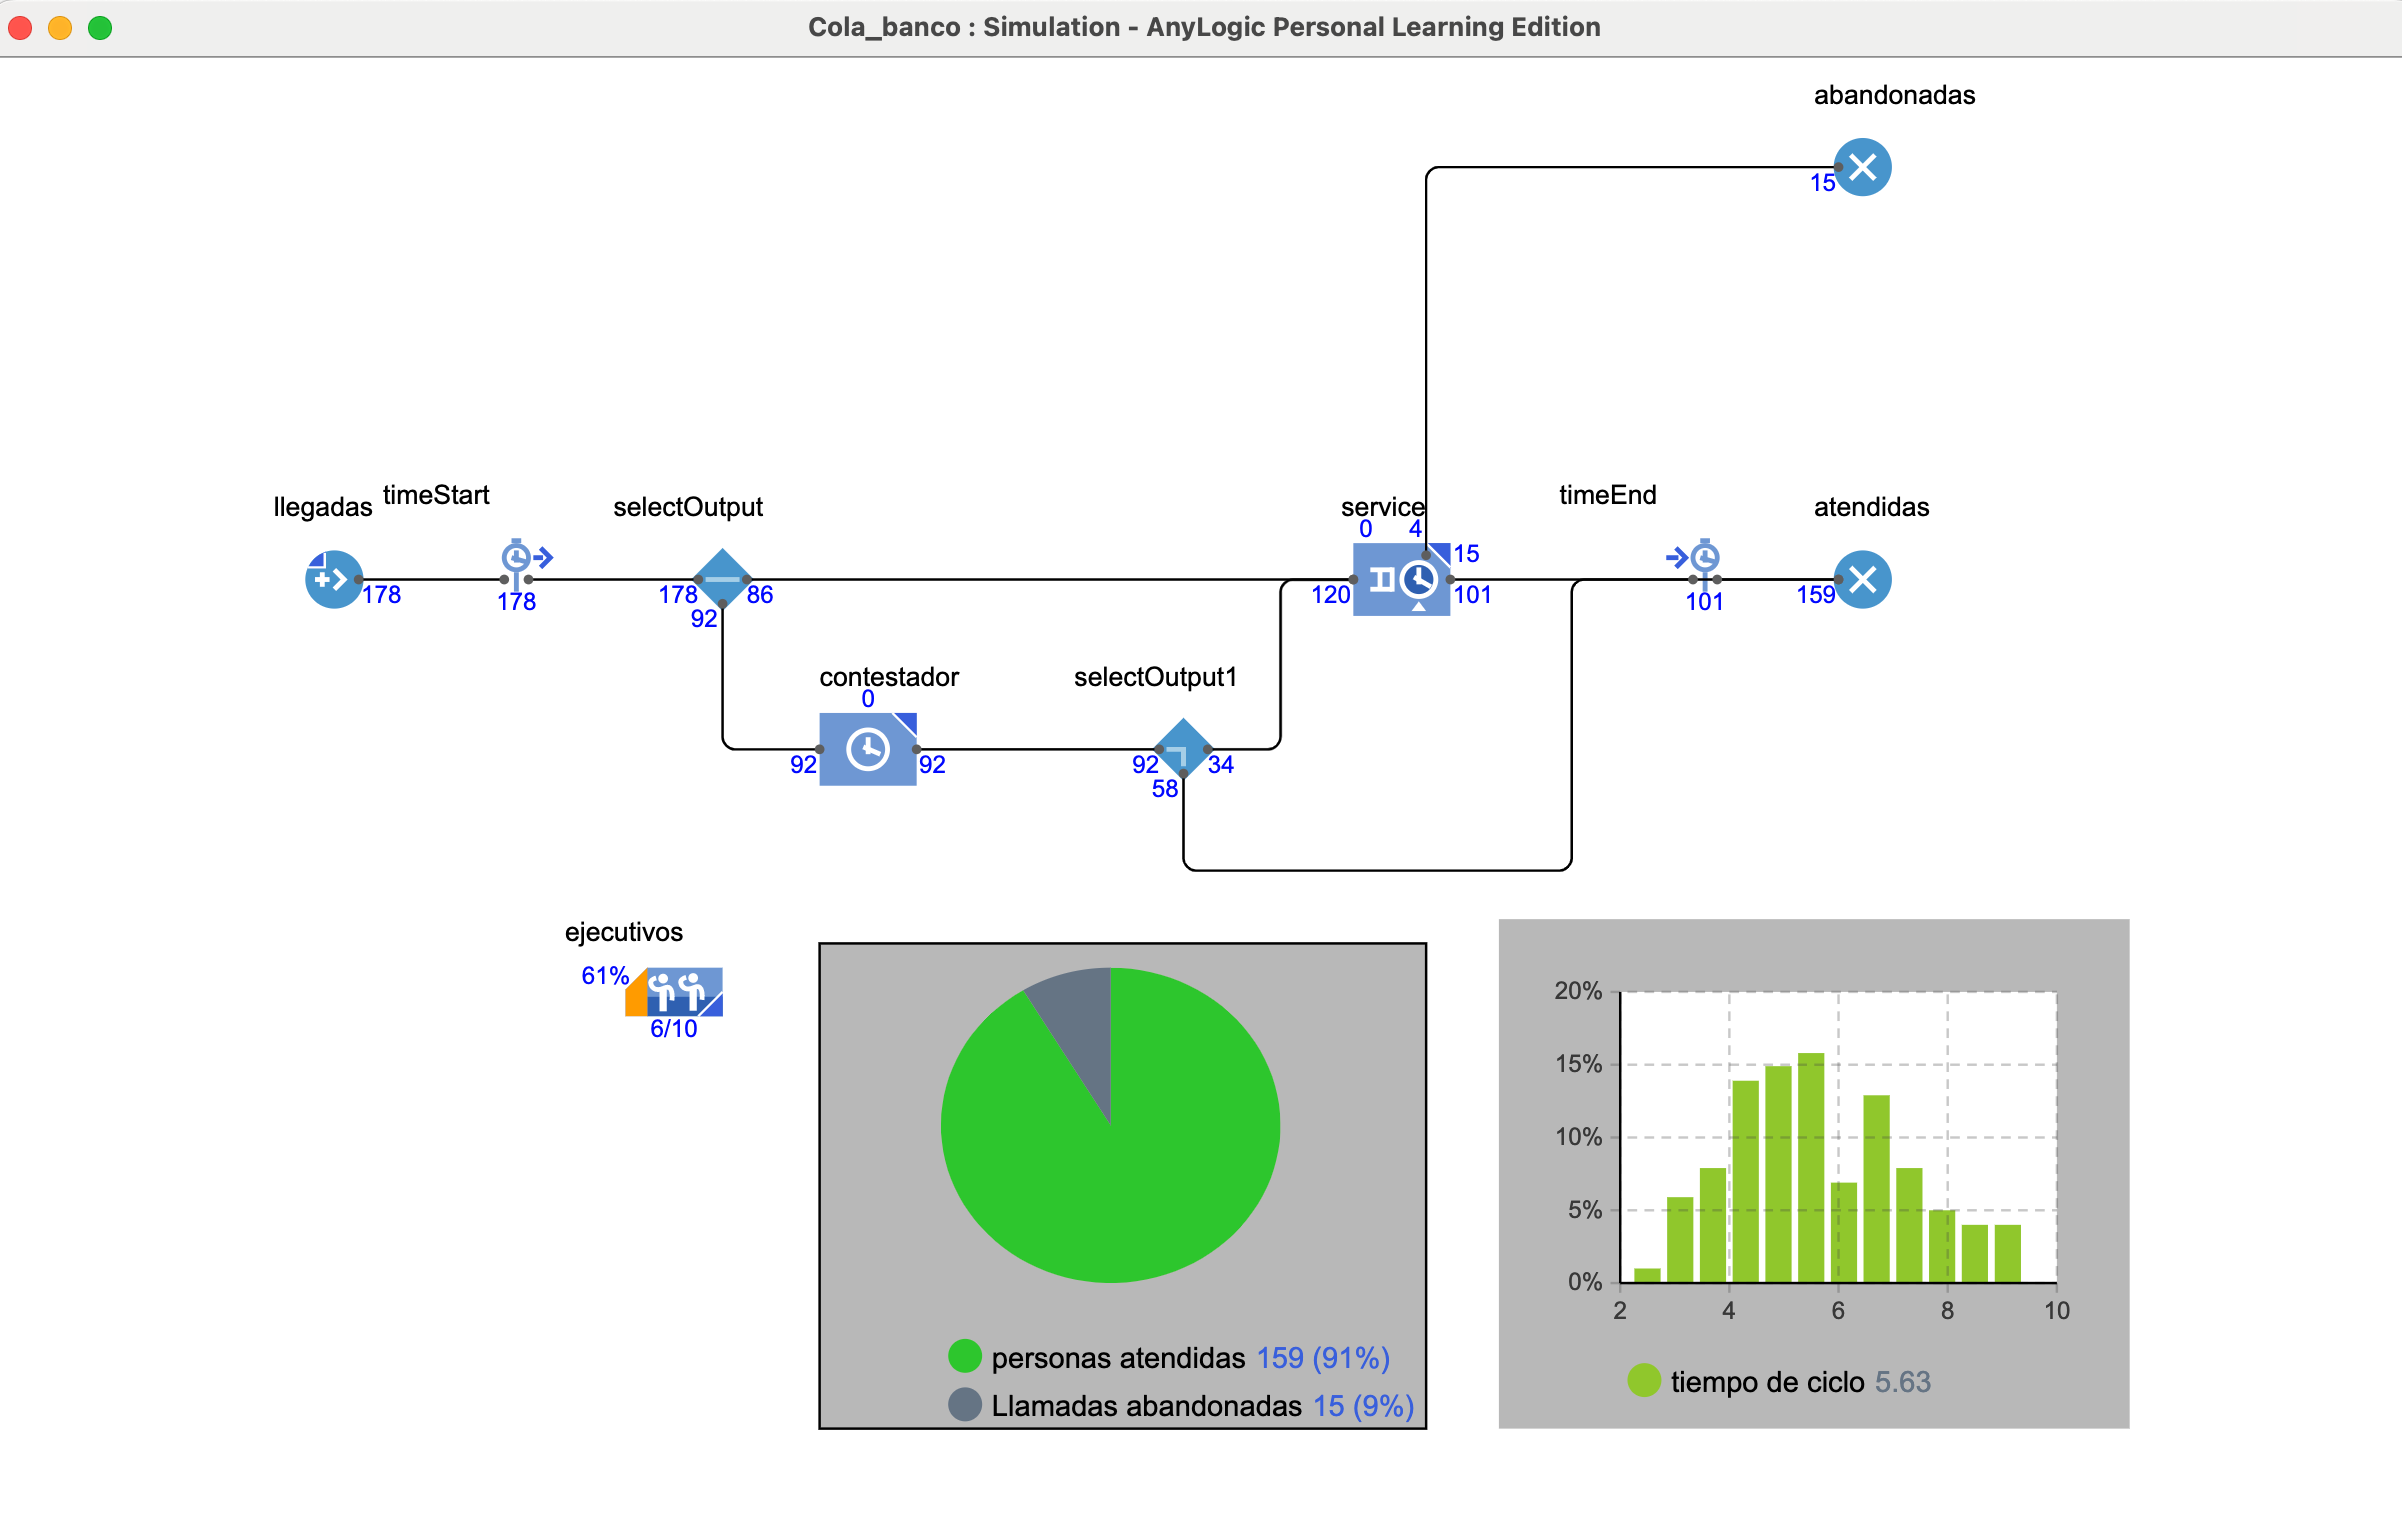 Cola_banco : Simulation - AnyLogic Personal Learning Edition
abandonadas
15
llegadas
timeStart
selectOutput
service
timeEnd
atendidas
0
4
15
178
178
178
86
92
120
101
101
159
contestador
selectOutput1
0
92
92
92
34
58
ejecutivos
61%
6/10
personas atendidas 159 (91%)
Llamadas abandonadas 15 (9%)
20%
15%
10%
5%
0%
2 4 6 8 10
tiempo de ciclo 5.63